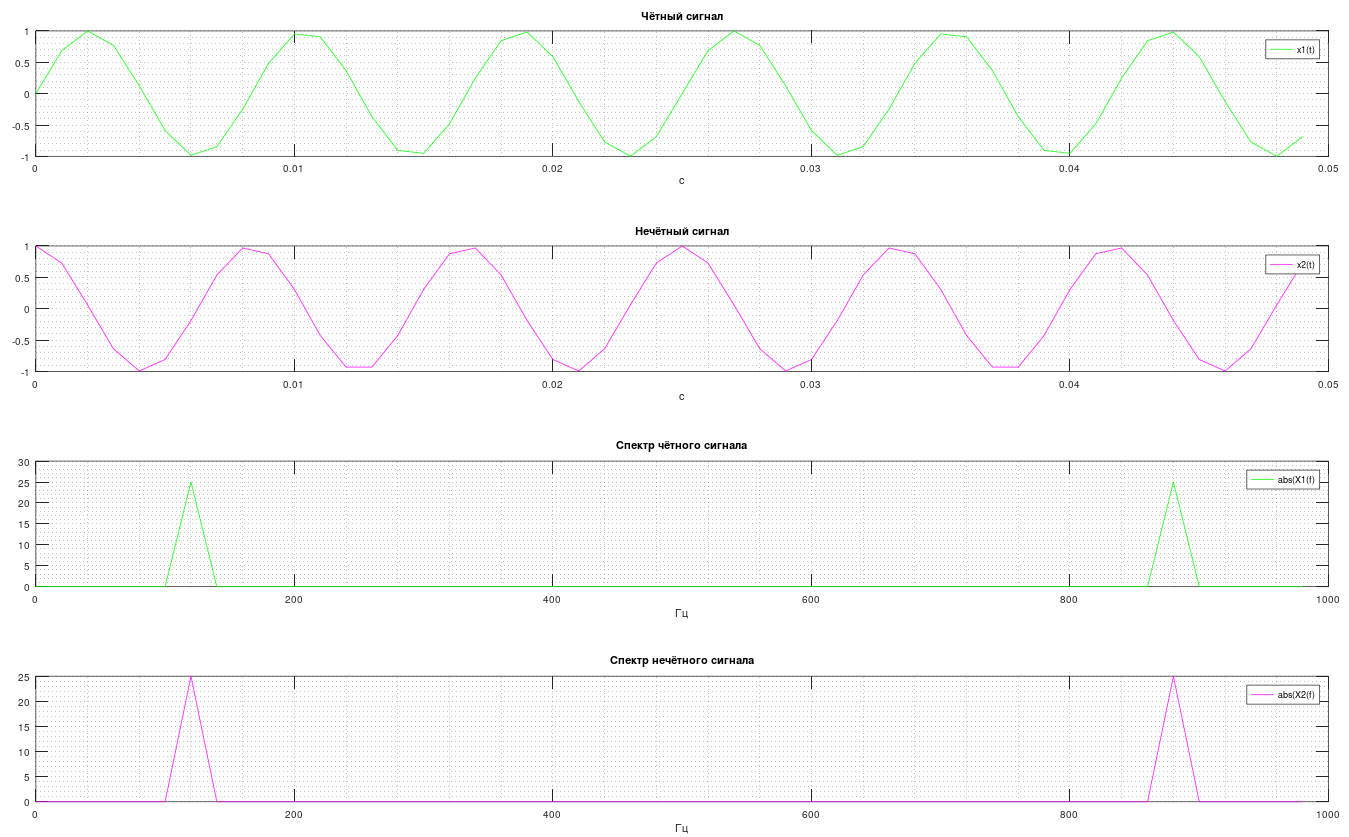 Чётный сигнал
1
0.5
0
-0.5
-1
x1(t)
0 0.01 0.02 0.03 0.04 0.05
с
Нечётный сигнал
1
0.5
0
-0.5
-1
x2(t)
0 0.01 0.02 0.03 0.04 0.05
с
Спектр чётного сигнала
30
25
20
15
10
5
0
abs(X1(f)
0 200 400 600 800 1000
Гц
Спектр нечётного сигнала
25
20
15
10
5
0
abs(X2(f)
0 200 400 600 800 1000
Гц